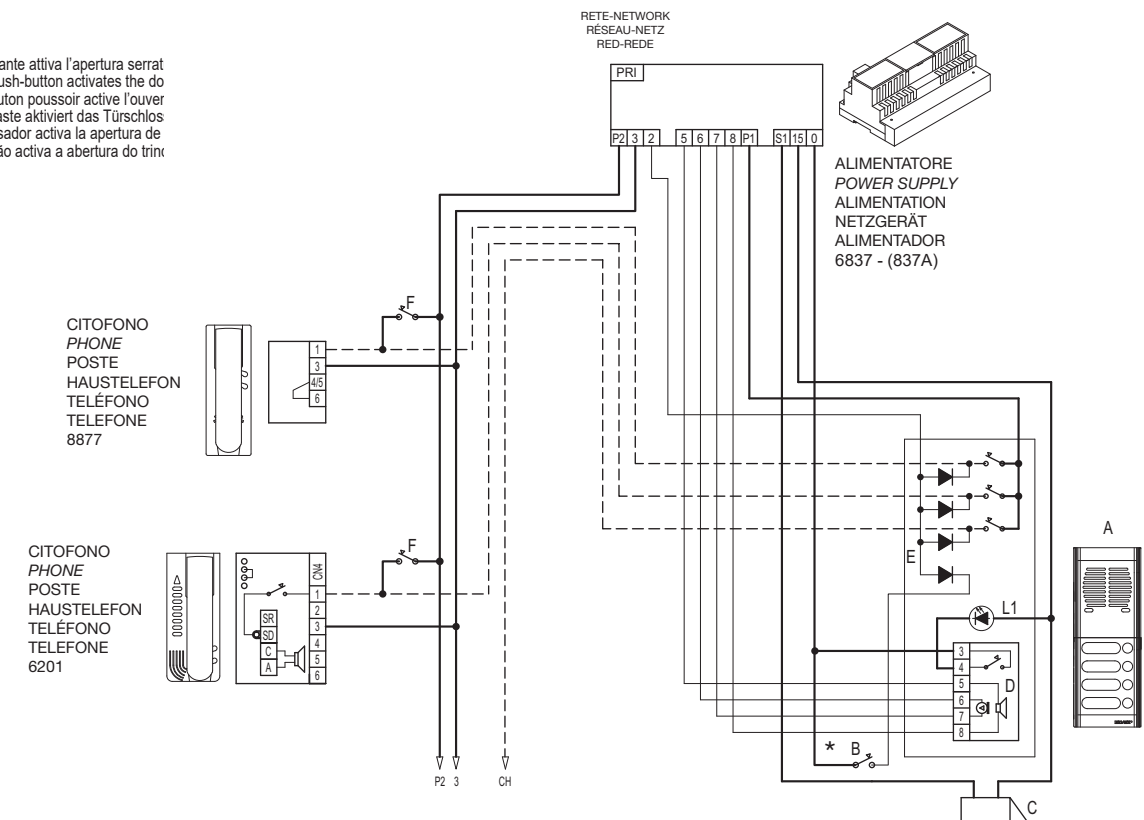 RETE-NETWORK
RÉSEAU-NETZ
RED-REDE
ante attiva l'apertura serrat
ush-button activates the do
uton poussoir active l'ouver
aste aktiviert das Türschlos
sador activa la apertura de
ão activa a abertura do trin
PRI
P2 3 2 5 6 7 8 P1 S1 15 0
ALIMENTATORE
POWER SUPPLY
ALIMENTATION
NETZGERÄT
ALIMENTADOR
6837 - (837A)
F
CITOFONO
PHONE
POSTE
HAUSTELEFON
TELÉFONO
TELEFONE
8877
1
3
4/5
6
F
CITOFONO
PHONE
POSTE
HAUSTELEFON
TELÉFONO
TELEFONE
6201
CN4
1
2
3
4
5
6
SR
SD
C
A
E
A
L1
3
4
5
6
7
8
D
* B
P2 3 CH
C